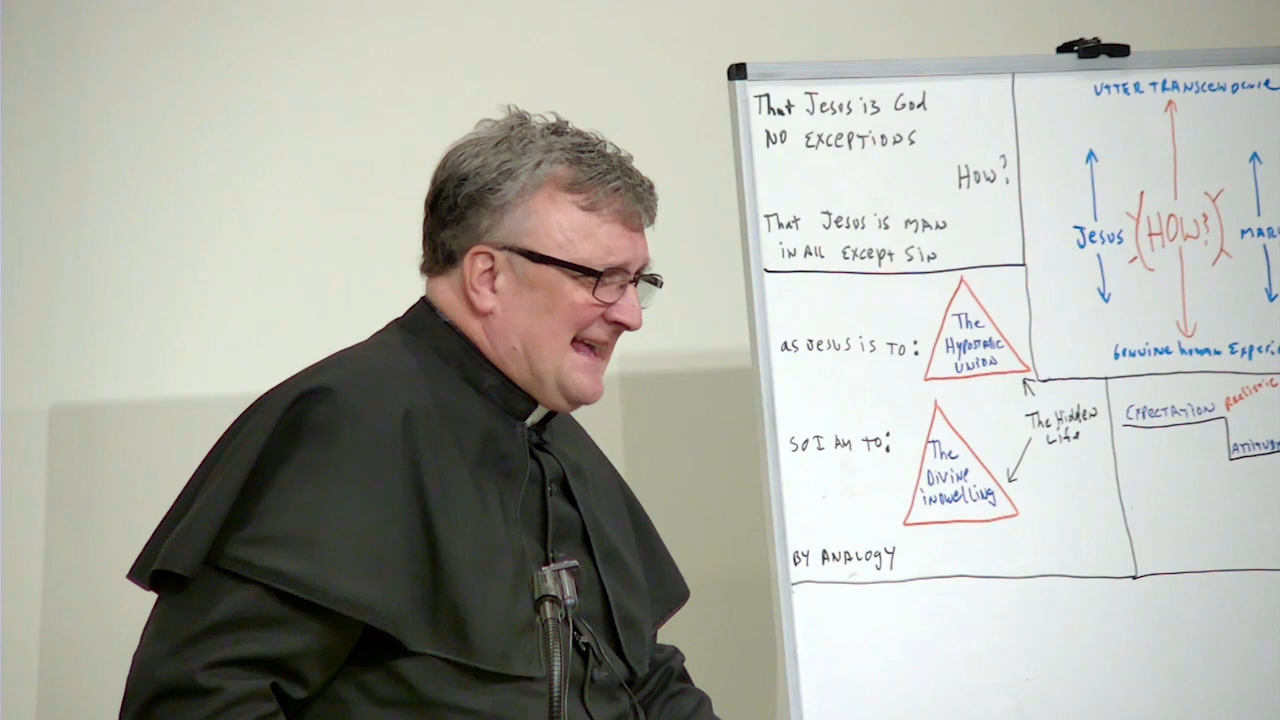 That Jesus is God
NO EXCEPTIONS
HOW?
That Jesus is MAN
in All Except Sin
as Jesus is to:
The
Hypostatic
UNION
The Hidden
Life
SO I AM TO:
The
Divine
indwelling
BY ANALOGY
UTTER TRANSCENDENCE
Jesus
(HOW?)
MARY
Genuine human
EXPECTATION
Realistic